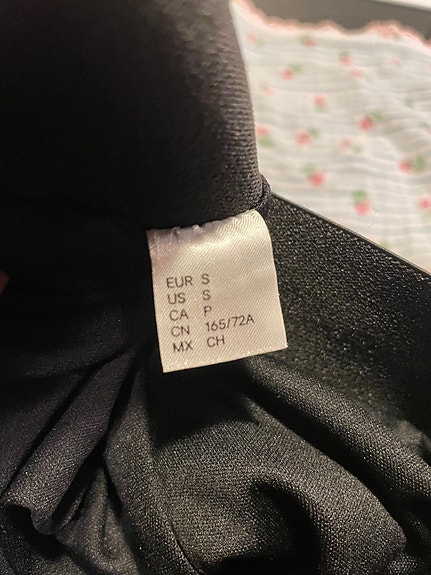 EUR S
US S
CA P
CN 165/72A
MX CH